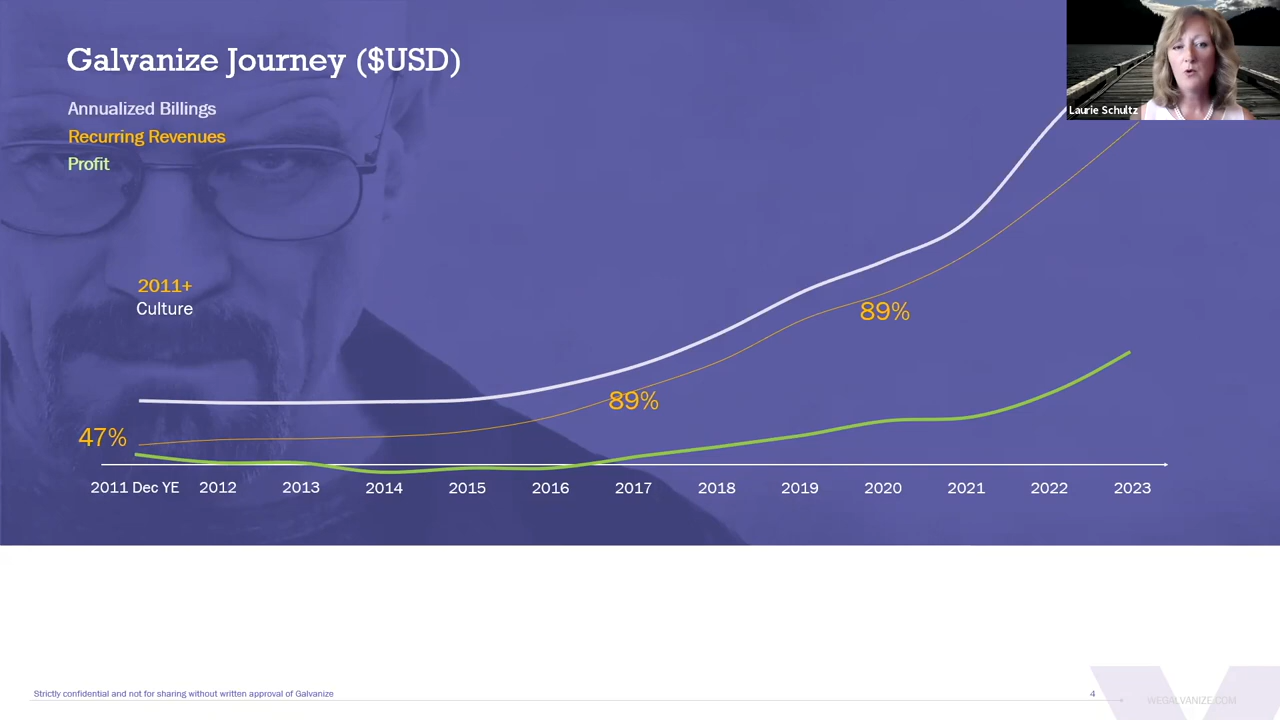 Galvanize Journey ($USD)
Laurie Schultz
Annualized Billings
Recurring Revenues
Profit
2011+
Culture
89%
89%
47%
2011 Dec YE 2012 2013 2014 2015 2016 2017 2018 2019 2020 2021 2022 2023
Strictly confidential and not for sharing without written approval of Galvanize
4
WEGALVANIZE.COM